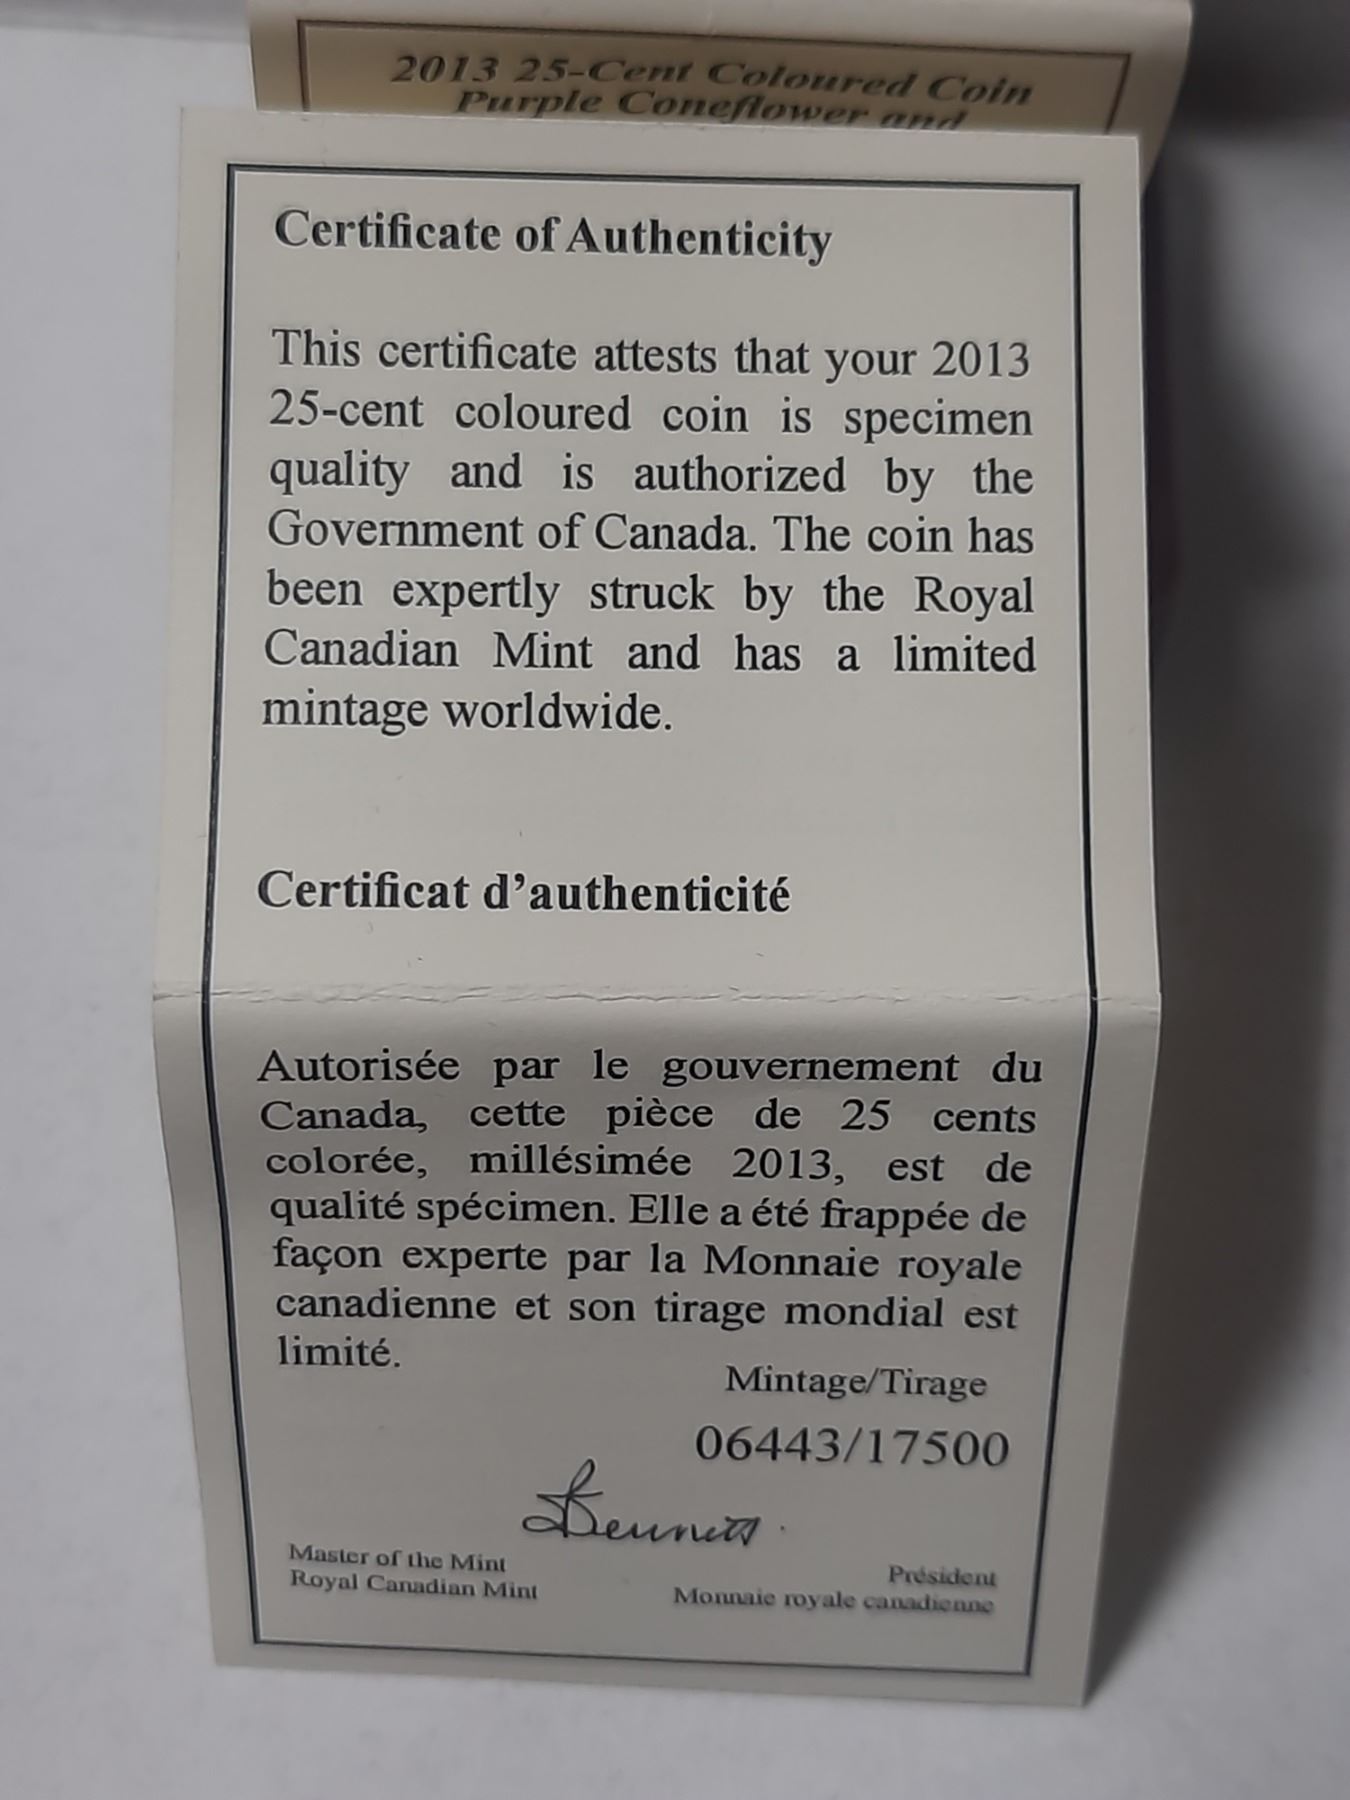 2013 25-Cent Coloured Coin
Purple Coneflower and
Certificate of Authenticity
This certificate attests that your 2013
25-cent coloured coin is specimen
quality and is authorized by the
Government of Canada. The coin has
been expertly struck by the Royal
Canadian Mint and has a limited
mintage worldwide.
Certificat d’authenticité
Autorisée par le gouvernement du
Canada, cette pièce de 25 cents
colorée, millésimée 2013, est de
qualité spécimen. Elle a été frappée de
façon experte par la Monnaie royale
canadienne et son tirage mondial est
limité.
Mintage/Tirage
06443/17500
Bennett
Master of the Mint
Royal Canadian Mint
Président
Monnaie royale canadienne